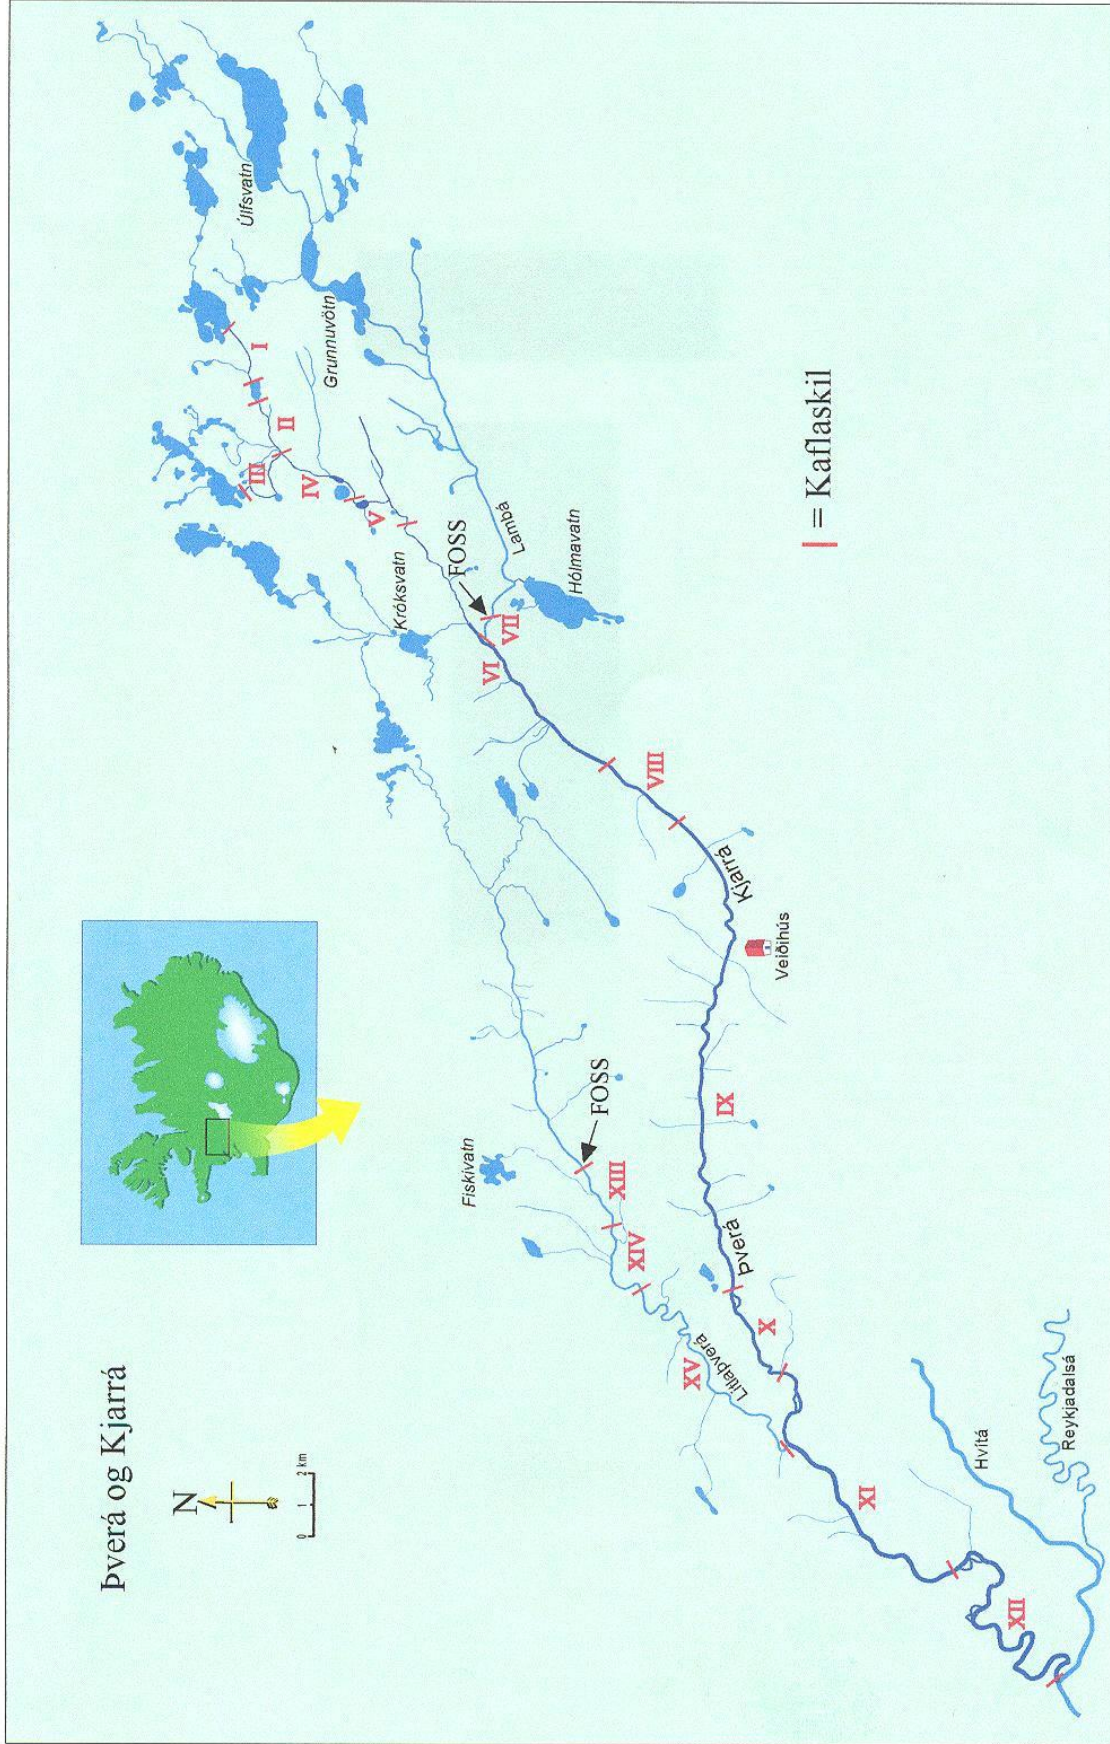 Þverá og Kjarrá
N
0 1 2 km
Úlfsvatn
Grunnuvötn
I
II
III
IV
V
Króksvatn
FOSS
Lambá
Hólmavatn
VI
VII
VIII
Kjarrá
Veiðihús
IX
Fiskivatn
FOSS
XIII
XIV
XV
Litlaþverá
Þverá
X
XI
XII
Hvítá
Reykjadalsá
= Kaflaskil